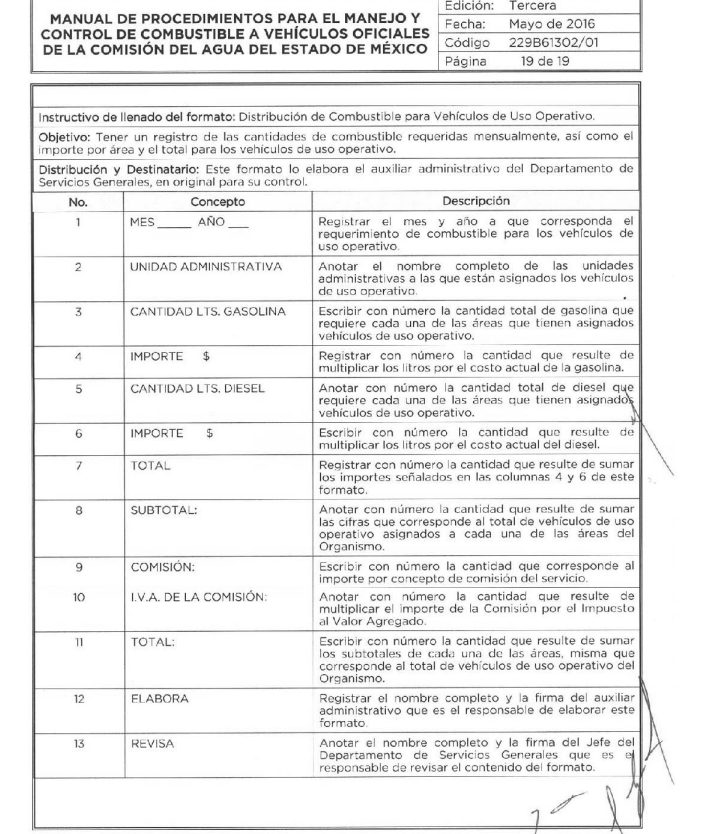 MANUAL DE PROCEDIMIENTOS PARA EL MANEJO Y
CONTROL DE COMBUSTIBLE A VEHÍCULOS OFICIALES
DE LA COMISIÓN DEL AGUA DEL ESTADO DE MÉXICO
Edición: Tercera
Fecha: Mayo de 2016
Código 229B61302/01
Página 19 de 19
Instructivo de llenado del formato: Distribución de Combustible para Vehículos de Uso Operativo.
Objetivo: Tener un registro de las cantidades de combustible requeridas mensualmente, así como el
importe por área y el total para los vehículos de uso operativo.
Distribución y Destinatario: Este formato lo elabora el auxiliar administrativo del Departamento de
Servicios Generales, en original para su control.
No. Concepto Descripción
1 MES _____ AÑO ___ Registrar el mes y año a que corresponda el
requerimiento de combustible para los vehículos de
uso operativo.
2 UNIDAD ADMINISTRATIVA Anotar el nombre completo de las unidades
administrativas a las que están asignados los vehículos
de uso operativo.
3 CANTIDAD LTS. GASOLINA Escribir con número la cantidad total de gasolina que
requiere cada una de las áreas que tienen asignados
vehículos de uso operativo.
4 IMPORTE $ Registrar con número la cantidad que resulte de
multiplicar los litros por el costo actual de la gasolina.
5 CANTIDAD LTS. DIESEL Anotar con número la cantidad total de diesel que
requiere cada una de las áreas que tienen asignados
vehículos de uso operativo.
6 IMPORTE $ Escribir con número la cantidad que resulte de
multiplicar los litros por el costo actual del diesel.
7 TOTAL Registrar con número la cantidad que resulte de sumar
los importes señalados en las columnas 4 y 6 de este
formato.
8 SUBTOTAL: Anotar con número la cantidad que resulte de sumar
las cifras que corresponde al total de vehículos de uso
operativo asignados a cada una de las áreas del
Organismo.
9 COMISIÓN: Escribir con número la cantidad que corresponde al
importe por concepto de comisión del servicio.
10 I.V.A. DE LA COMISIÓN: Anotar con número la cantidad que resulte de
multiplicar el importe de la Comisión por el Impuesto
al Valor Agregado.
11 TOTAL: Escribir con número la cantidad que resulte de sumar
los subtotales de cada una de las áreas, misma que
corresponde al total de vehículos de uso operativo del
Organismo.
12 ELABORA Registrar el nombre completo y la firma del auxiliar
administrativo que es el responsable de elaborar este
formato.
13 REVISA Anotar el nombre completo y la firma del Jefe del
Departamento de Servicios Generales que es el
responsable de revisar el contenido del formato.